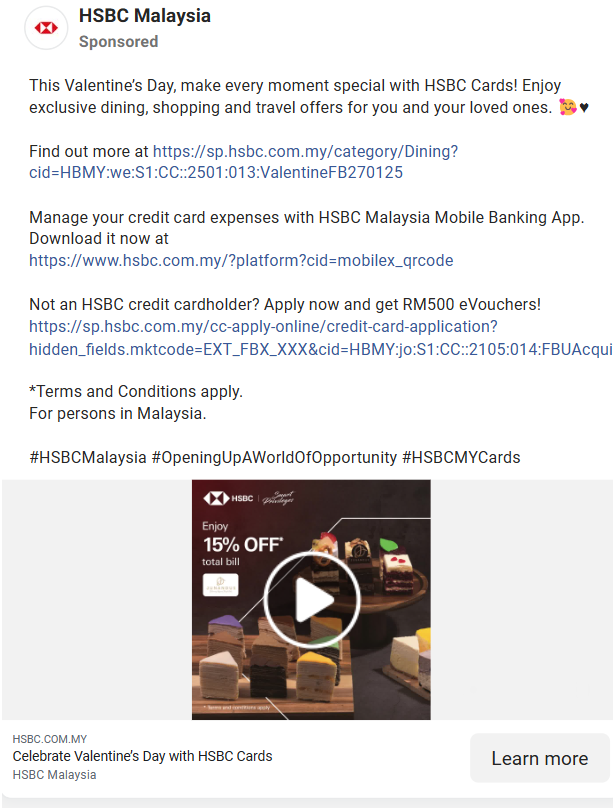 HSBC Malaysia
Sponsored
This Valentine’s Day, make every moment special with HSBC Cards! Enjoy
exclusive dining, shopping and travel offers for you and your loved ones. 🥰♥
Find out more at https://sp.hsbc.com.my/category/Dining?
cid=HBMY:we:S1:CC::2501:013:ValentineFB270125
Manage your credit card expenses with HSBC Malaysia Mobile Banking App.
Download it now at
https://www.hsbc.com.my/?platform?cid=mobilex_qrcode
Not an HSBC credit cardholder? Apply now and get RM500 eVouchers!
https://sp.hsbc.com.my/cc-apply-online/credit-card-application?
hidden_fields.mktcode=EXT_FBX_XXX&cid=HBMY:jo:S1:CC::2105:014:FBUAcqui
*Terms and Conditions apply.
For persons in Malaysia.
#HSBCMalaysia #OpeningUpAWorldOfOpportunity #HSBCMYCards
HSBC | Smart Privileges
Enjoy
15% OFF*
total bill
* Terms and conditions apply
HSBC.COM.MY
Celebrate Valentine’s Day with HSBC Cards
HSBC Malaysia
Learn more